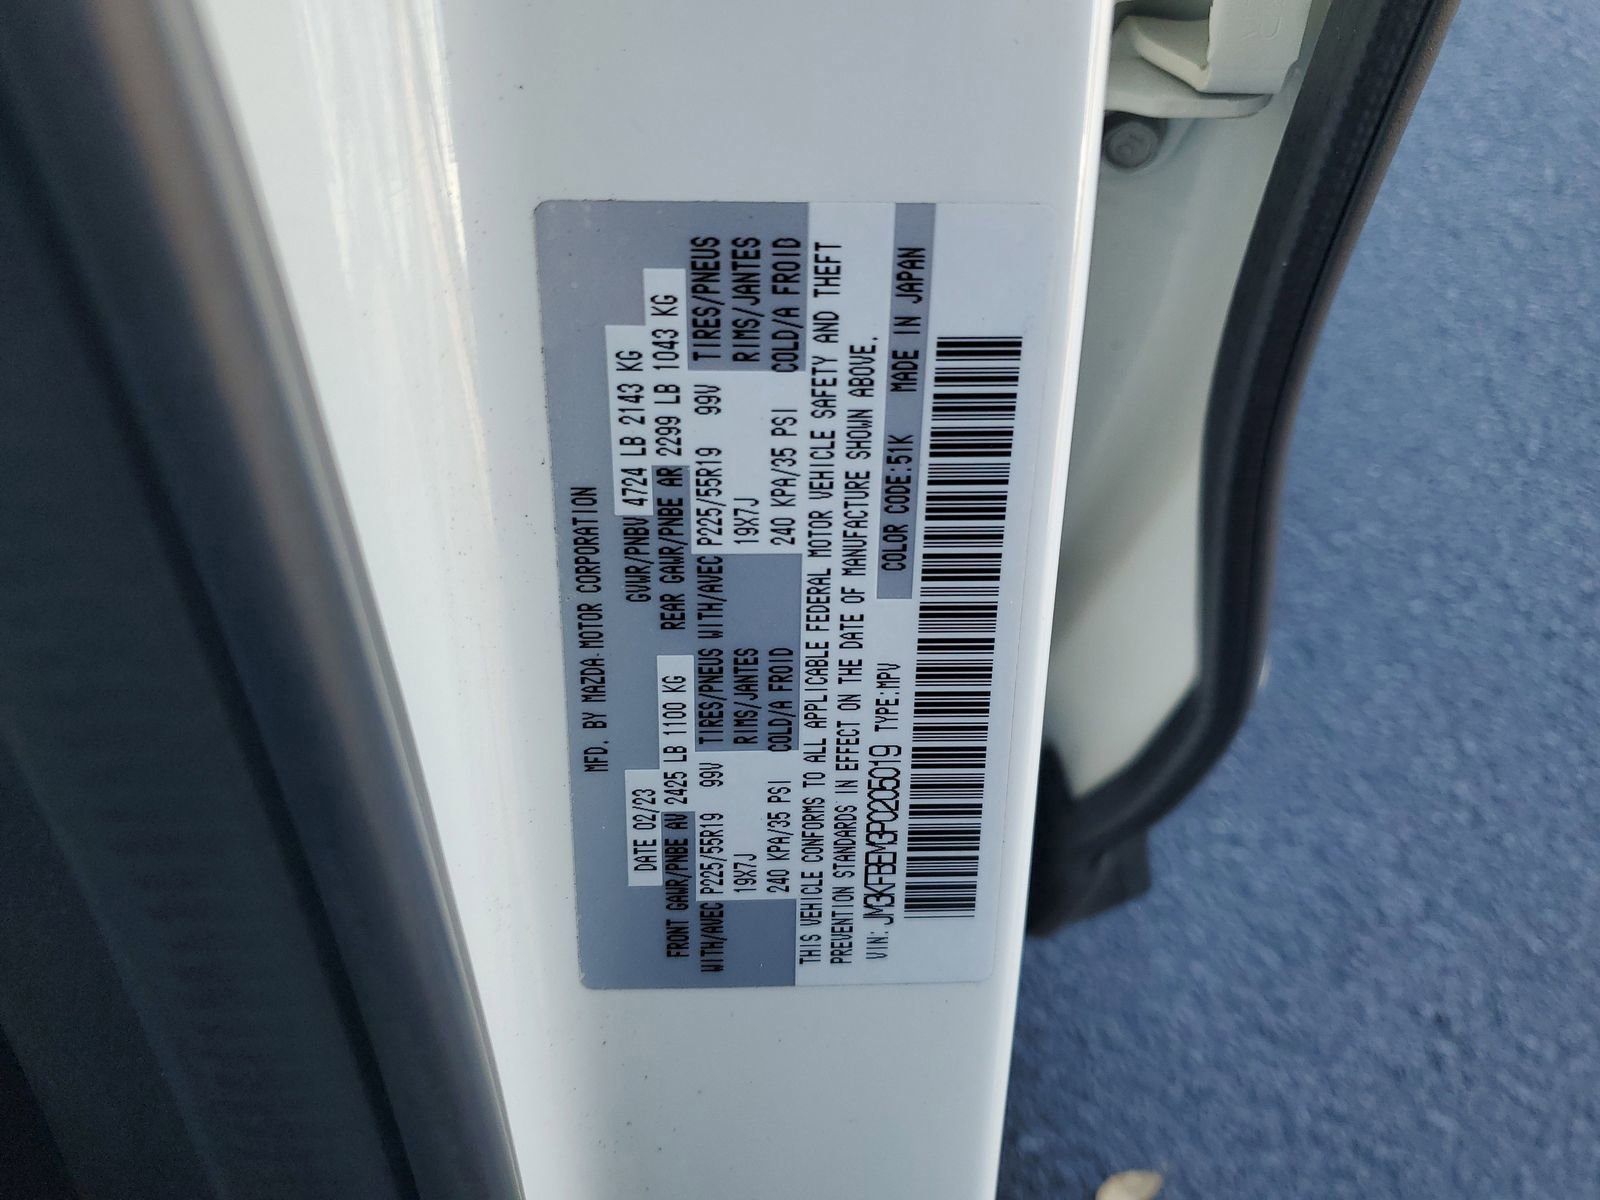 MFD. BY MAZDA MOTOR CORPORATION
DATE 02/23 GVWR/PNBV 4724 LB 2143 KG
FRONT GAWR/PNBE AV 2425 LB 1100 KG REAR GAWR/PNBE AR 2299 LB 1043 KG
WITH/AVEC P225/55R19 99V TIRES/PNEUS WITH/AVEC P225/55R19 99V TIRES/PNEUS
19X7J RIMS/JANTES 19X7J RIMS/JANTES
240 KPA/35 PSI COLD/A FROID 240 KPA/35 PSI COLD/A FROID
THIS VEHICLE CONFORMS TO ALL APPLICABLE FEDERAL MOTOR VEHICLE SAFETY AND THEFT
PREVENTION STANDARDS IN EFFECT ON THE DATE OF MANUFACTURE SHOWN ABOVE.
VIN: JM3KFBEM3P0205019 TYPE:MPV COLOR CODE:51K MADE IN JAPAN